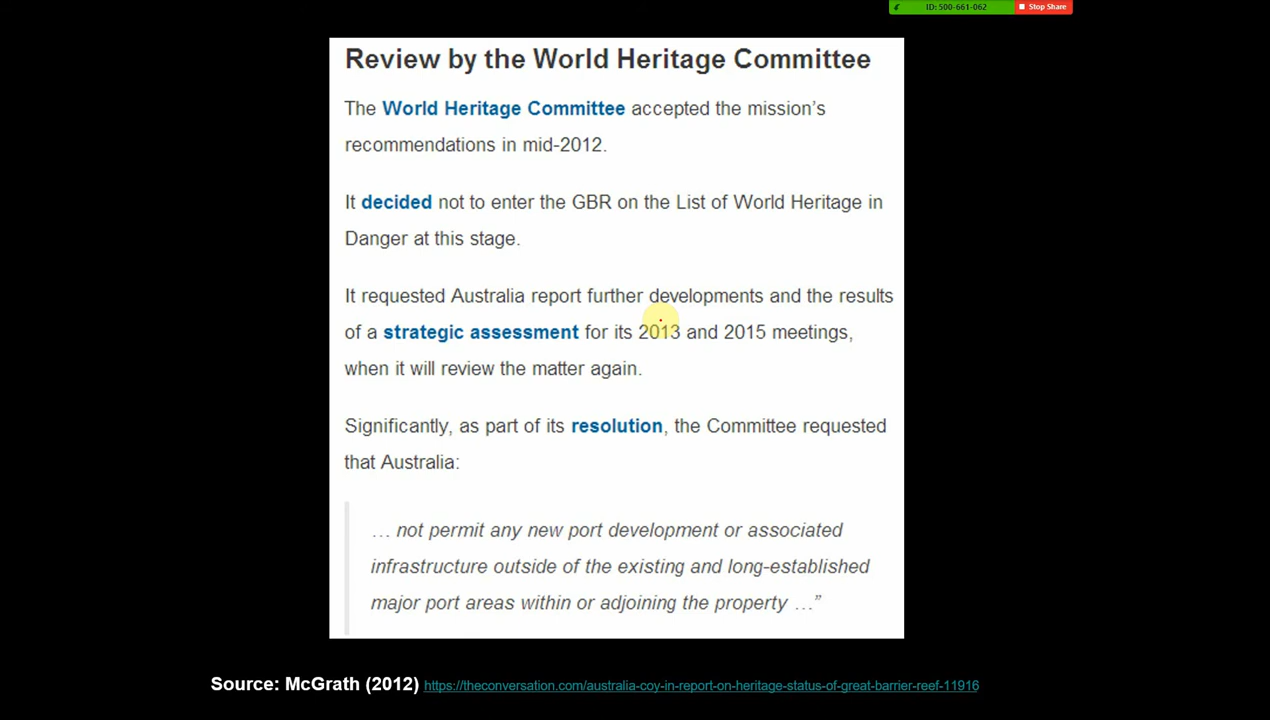 ID: 500-661-062
Stop Share
Review by the World Heritage Committee
The World Heritage Committee accepted the mission's
recommendations in mid-2012.
It decided not to enter the GBR on the List of World Heritage in
Danger at this stage.
It requested Australia report further developments and the results
of a strategic assessment for its 2013 and 2015 meetings,
when it will review the matter again.
Significantly, as part of its resolution, the Committee requested
that Australia:
… not permit any new port development or associated
infrastructure outside of the existing and long-established
major port areas within or adjoining the property …”
Source: McGrath (2012) https://theconversation.com/australia-coy-in-report-on-heritage-status-of-great-barrier-reef-11916